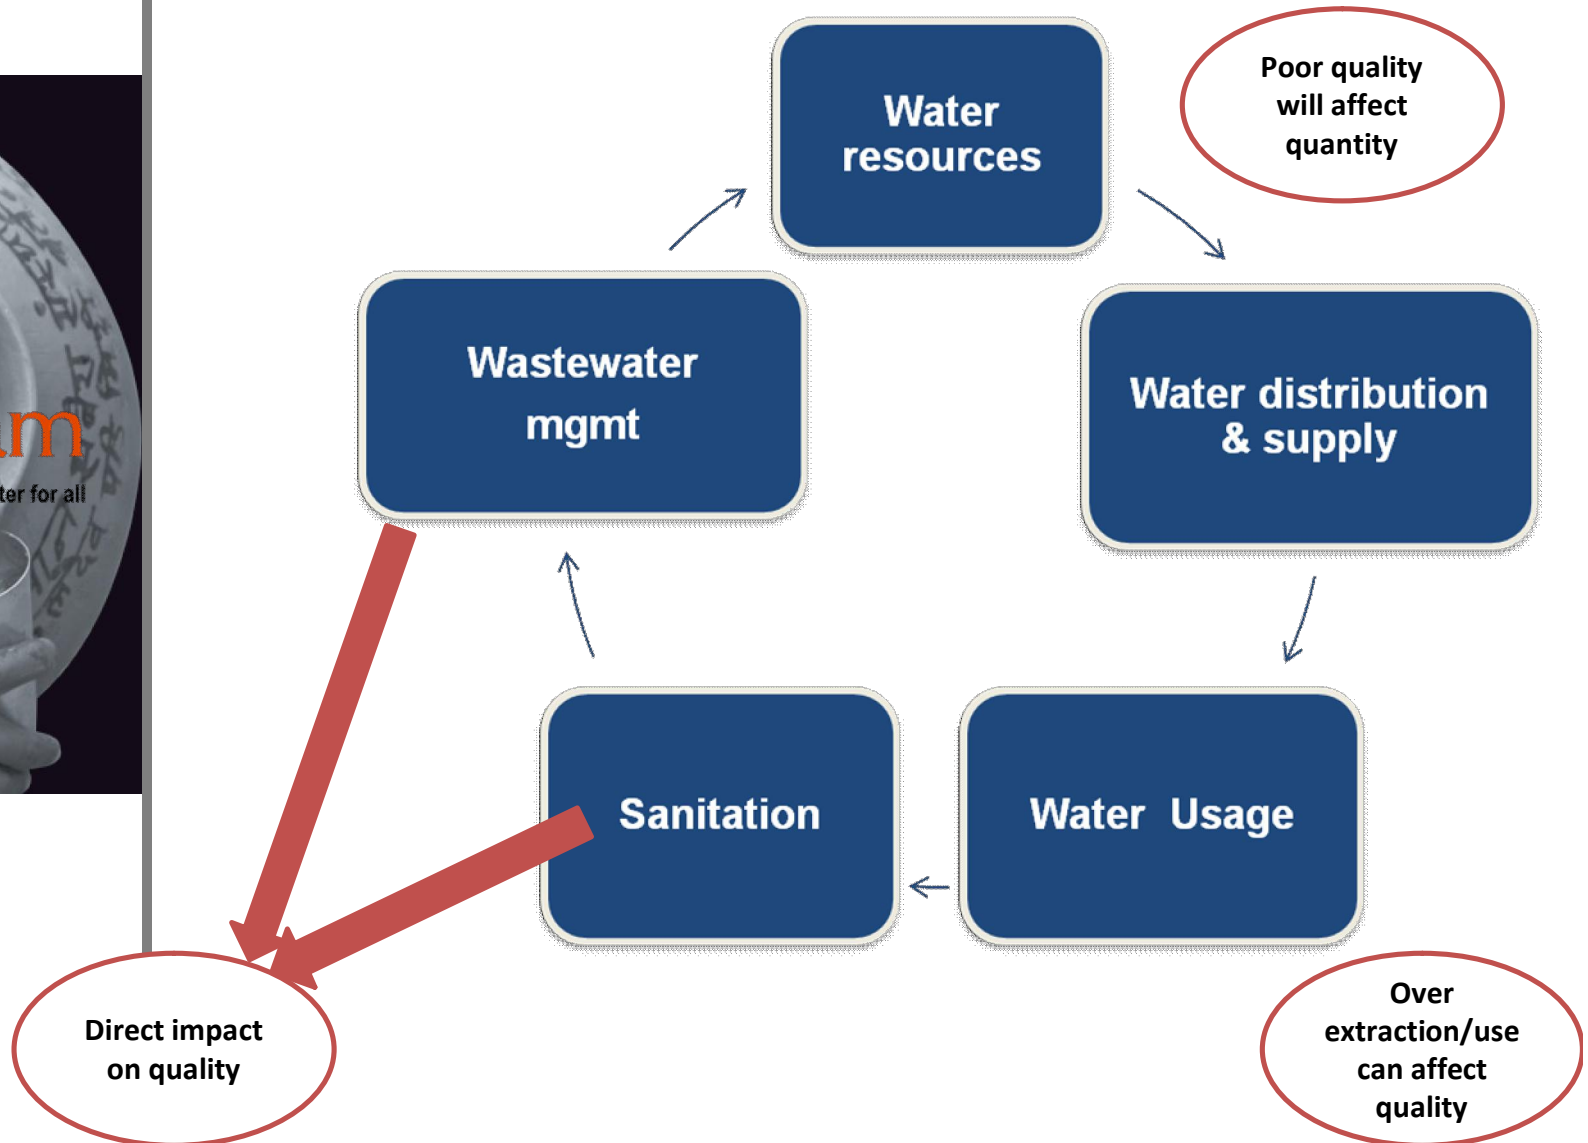 Water
resources
Poor quality
will affect
quantity
Wastewater
mgmt
Water distribution
& supply
for all
Sanitation
Water Usage
Direct impact
on quality
Over
extraction/use
can affect
quality